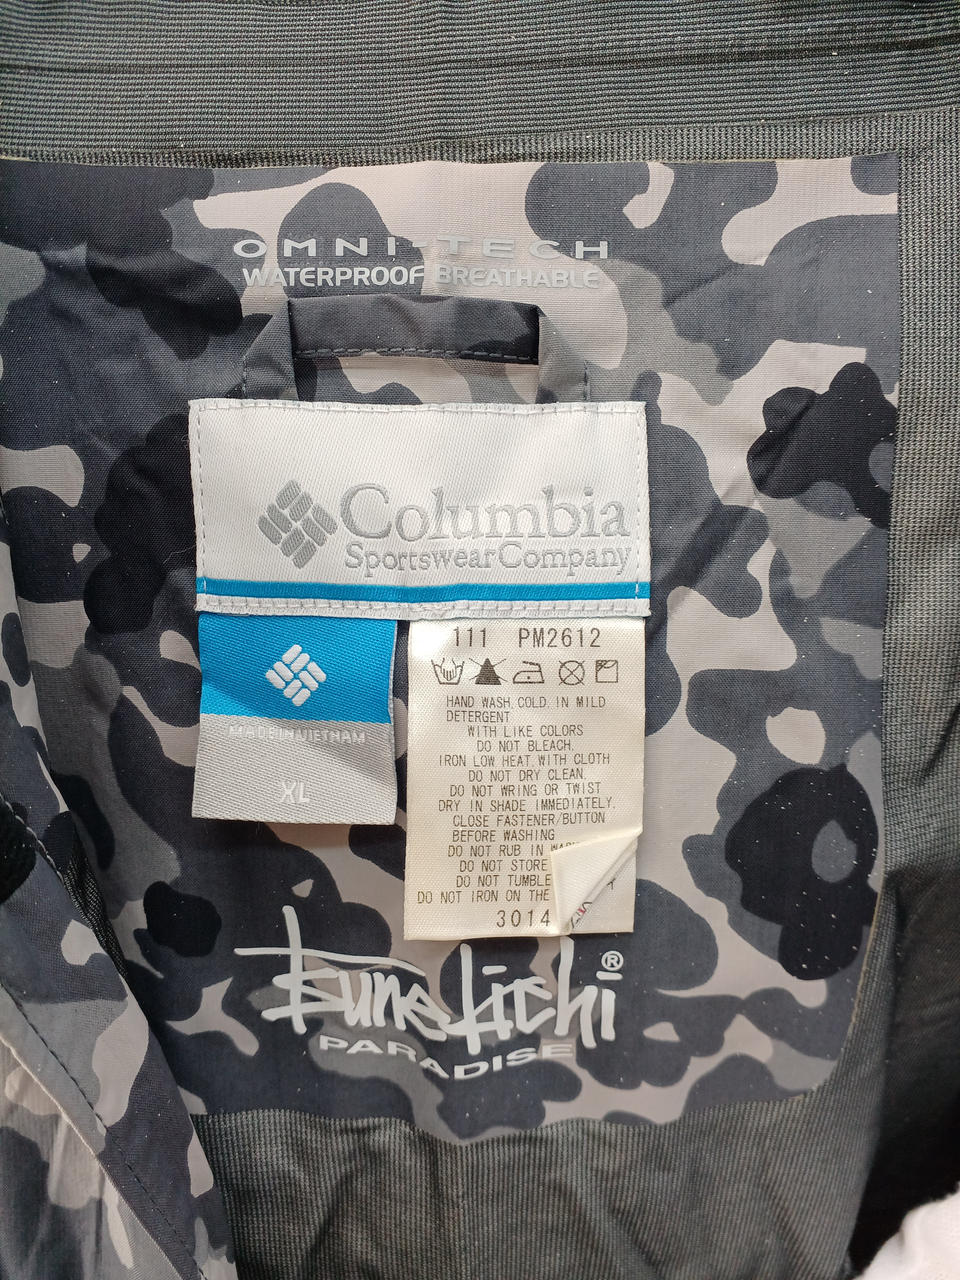 OMNI-TECH
WATERPROOF BREATHABLE
Columbia
SportswearCompany
MADE IN VIETNAM
XL
111 PM2612
HAND WASH, COLD, IN MILD
DETERGENT
WITH LIKE COLORS
DO NOT BLEACH,
IRON LOW HEAT, WITH CLOTH
DO NOT DRY CLEAN,
DO NOT WRING OR TWIST
DRY IN SHADE IMMEDIATELY,
CLOSE FASTENER/BUTTON
BEFORE WASHING
DO NOT RUB IN
DO NOT STORE
DO NOT TUMBLE
DO NOT IRON ON THE
3014
®
PARADISE